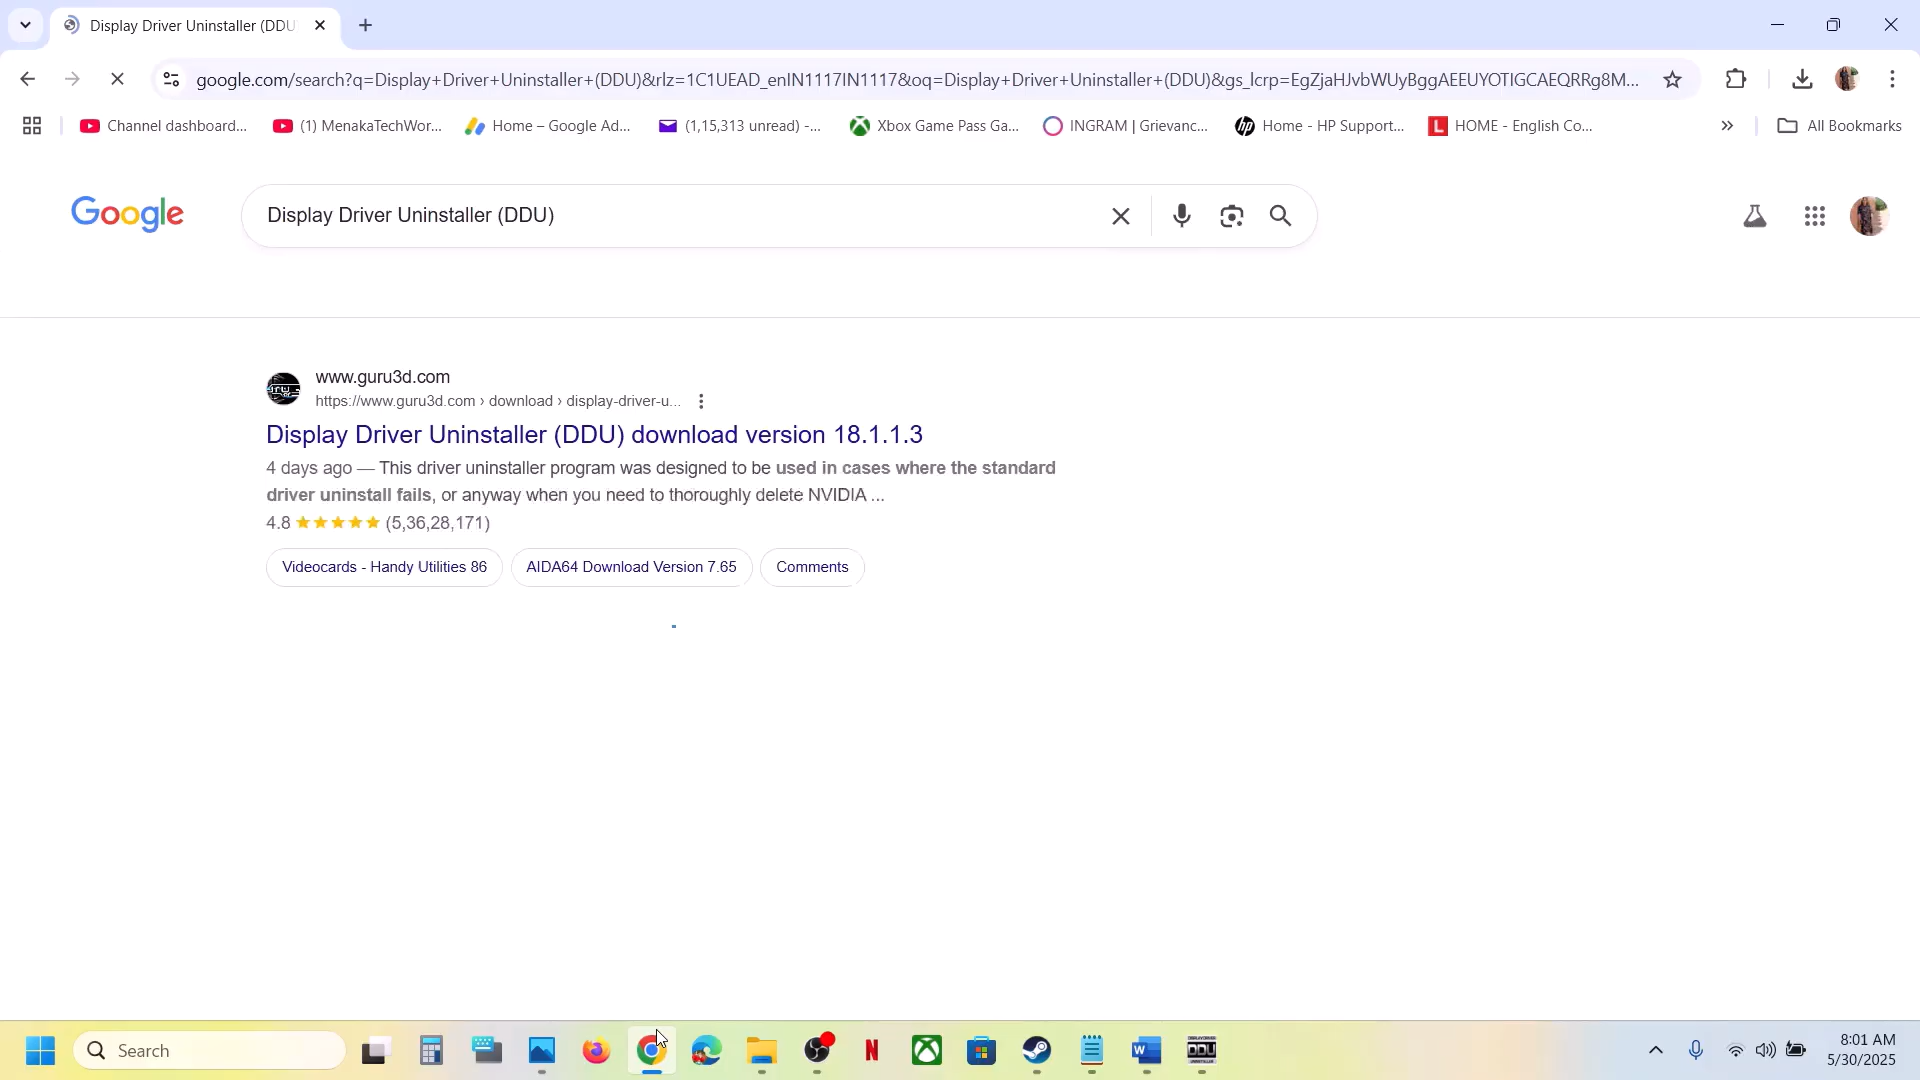 Display Driver Uninstaller (DDU
google.com/search?q=Display+Driver+Uninstaller+(DDU)&rlz=1C1UEAD_enIN1117IN1117&oq=Display+Driver+Uninstaller+(DDU)&gs_lcrp=EgZjaHJvbWUyBggAEEUYOTIGCAEQRRg8M...
Channel dashboard...
(1) MenakaTechWor...
Home – Google Ad...
(1,15,313 unread) -...
Xbox Game Pass Ga...
INGRAM | Grievanc...
Home - HP Support...
HOME - English Co...
All Bookmarks
Google
Display Driver Uninstaller (DDU)
www.guru3d.com
https://www.guru3d.com › download › display-driver-u...
Display Driver Uninstaller (DDU) download version 18.1.1.3
4 days ago — This driver uninstaller program was designed to be used in cases where the standard
driver uninstall fails, or anyway when you need to thoroughly delete NVIDIA ...
4.8 ★★★★★ (5,36,28,171)
Videocards - Handy Utilities 86
AIDA64 Download Version 7.65
Comments
Search
DDU
8:01 AM
5/30/2025